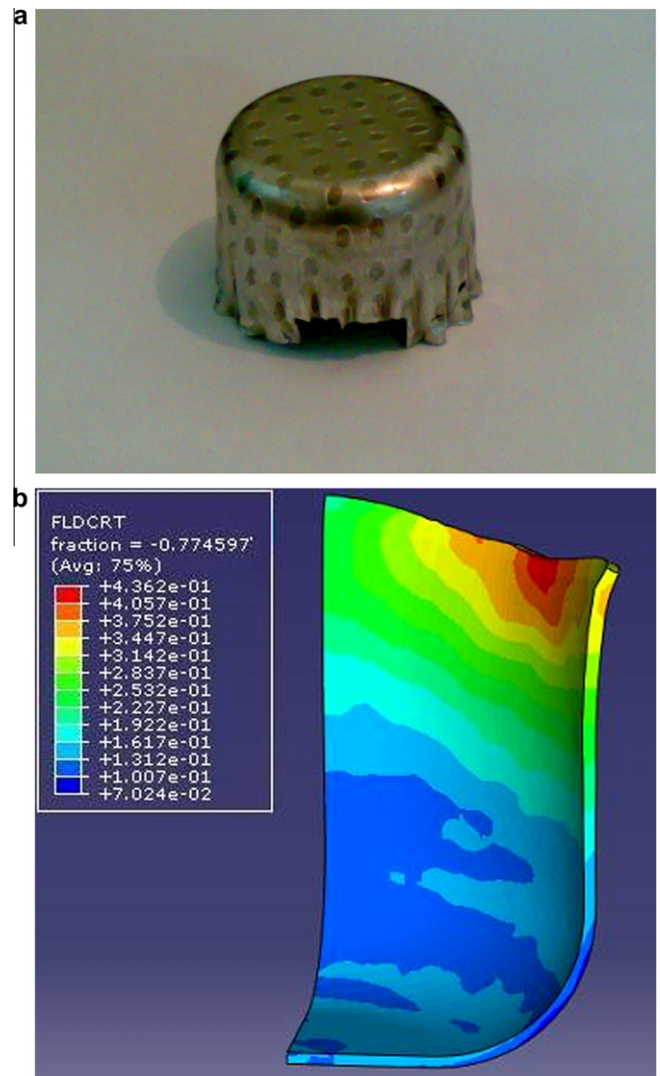 a
b
FLDCRT
fraction = -0.774597'
(Avg: 75%)
+4.362e-01
+4.057e-01
+3.752e-01
+3.447e-01
+3.142e-01
+2.837e-01
+2.532e-01
+2.227e-01
+1.922e-01
+1.617e-01
+1.312e-01
+1.007e-01
+7.024e-02